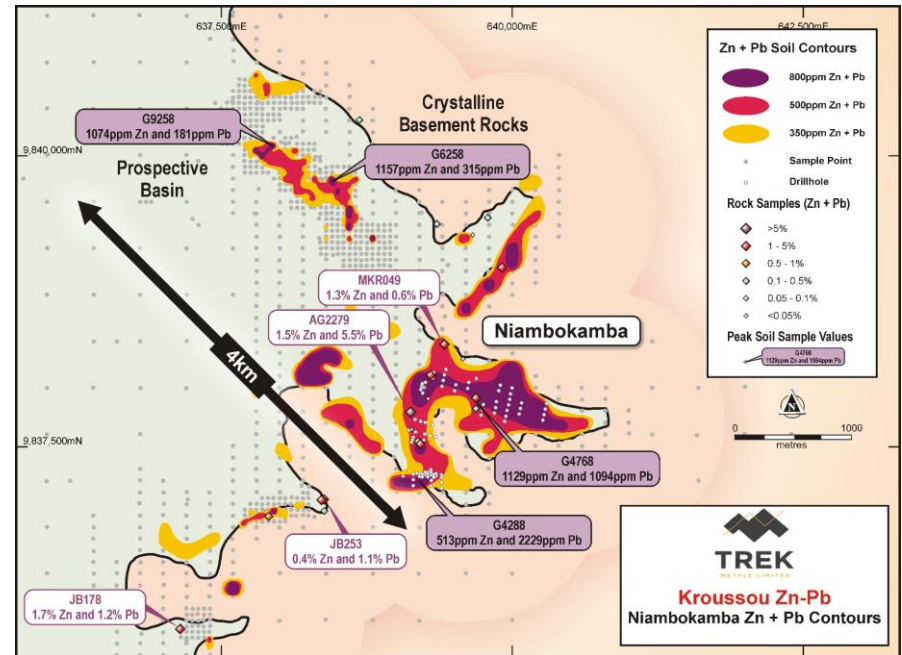 637,500mE
640,000mE
642,500mE
9,840,000mN
9,837,500mN
Crystalline
Basement Rocks
Prospective
Basin
G9258
1074ppm Zn and 181ppm Pb
G6258
1157ppm Zn and 315ppm Pb
MKR049
1.3% Zn and 0.6% Pb
AG2279
1.5% Zn and 5.5% Pb
Niambokamba
4km
G4768
1129ppm Zn and 1094ppm Pb
G4288
513ppm Zn and 2229ppm Pb
JB253
0.4% Zn and 1.1% Pb
JB178
1.7% Zn and 1.2% Pb
Zn + Pb Soil Contours
800ppm Zn + Pb
500ppm Zn + Pb
350ppm Zn + Pb
Sample Point
Drillhole
Rock Samples (Zn + Pb)
>5%
1 - 5%
0.5 - 1%
0.1 - 0.5%
0.05 - 0.1%
<0.05%
Peak Soil Sample Values
G4768
1129ppm Zn and 1094ppm Pb
N
0 1000
metres
TREK
METALS LIMITED
Kroussou Zn-Pb
Niambokamba Zn + Pb Contours